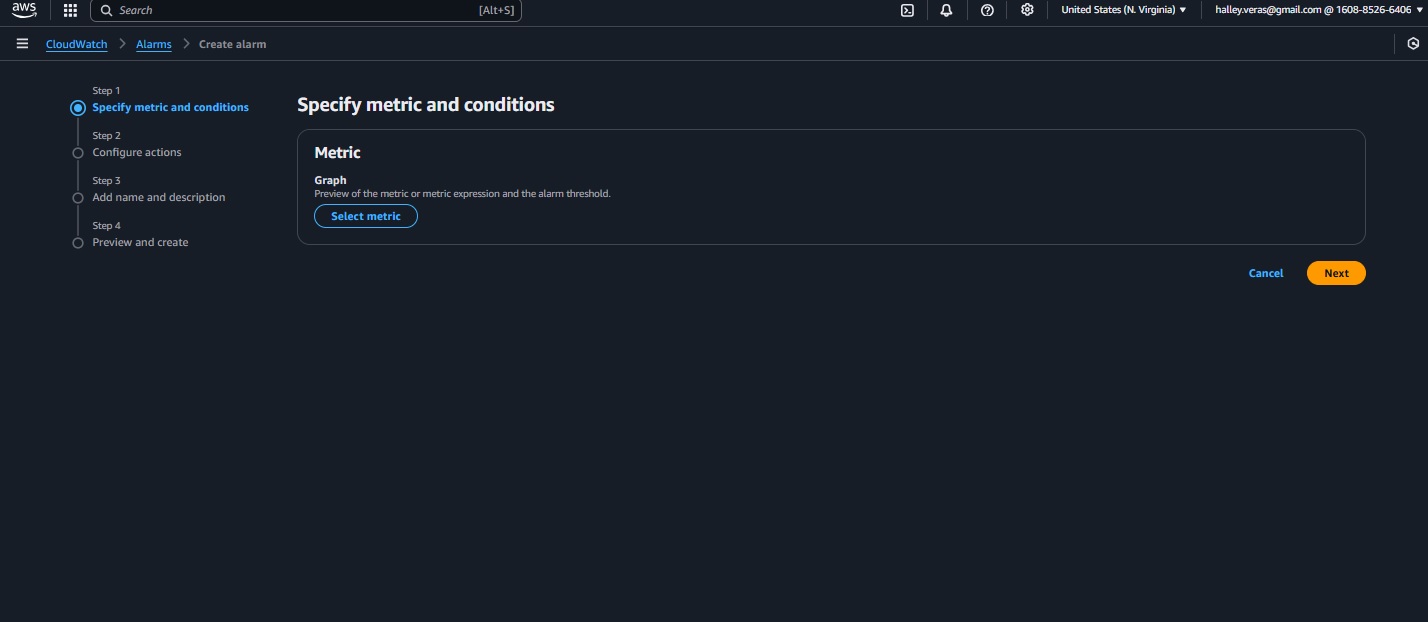 aws
Search [Alt+S]
United States (N. Virginia) halley.veras@gmail.com @ 1608-8526-6406
CloudWatch Alarms Create alarm
Step 1
Specify metric and conditions
Step 2
Configure actions
Step 3
Add name and description
Step 4
Preview and create
Specify metric and conditions
Metric
Graph
Preview of the metric or metric expression and the alarm threshold.
Select metric
Cancel Next